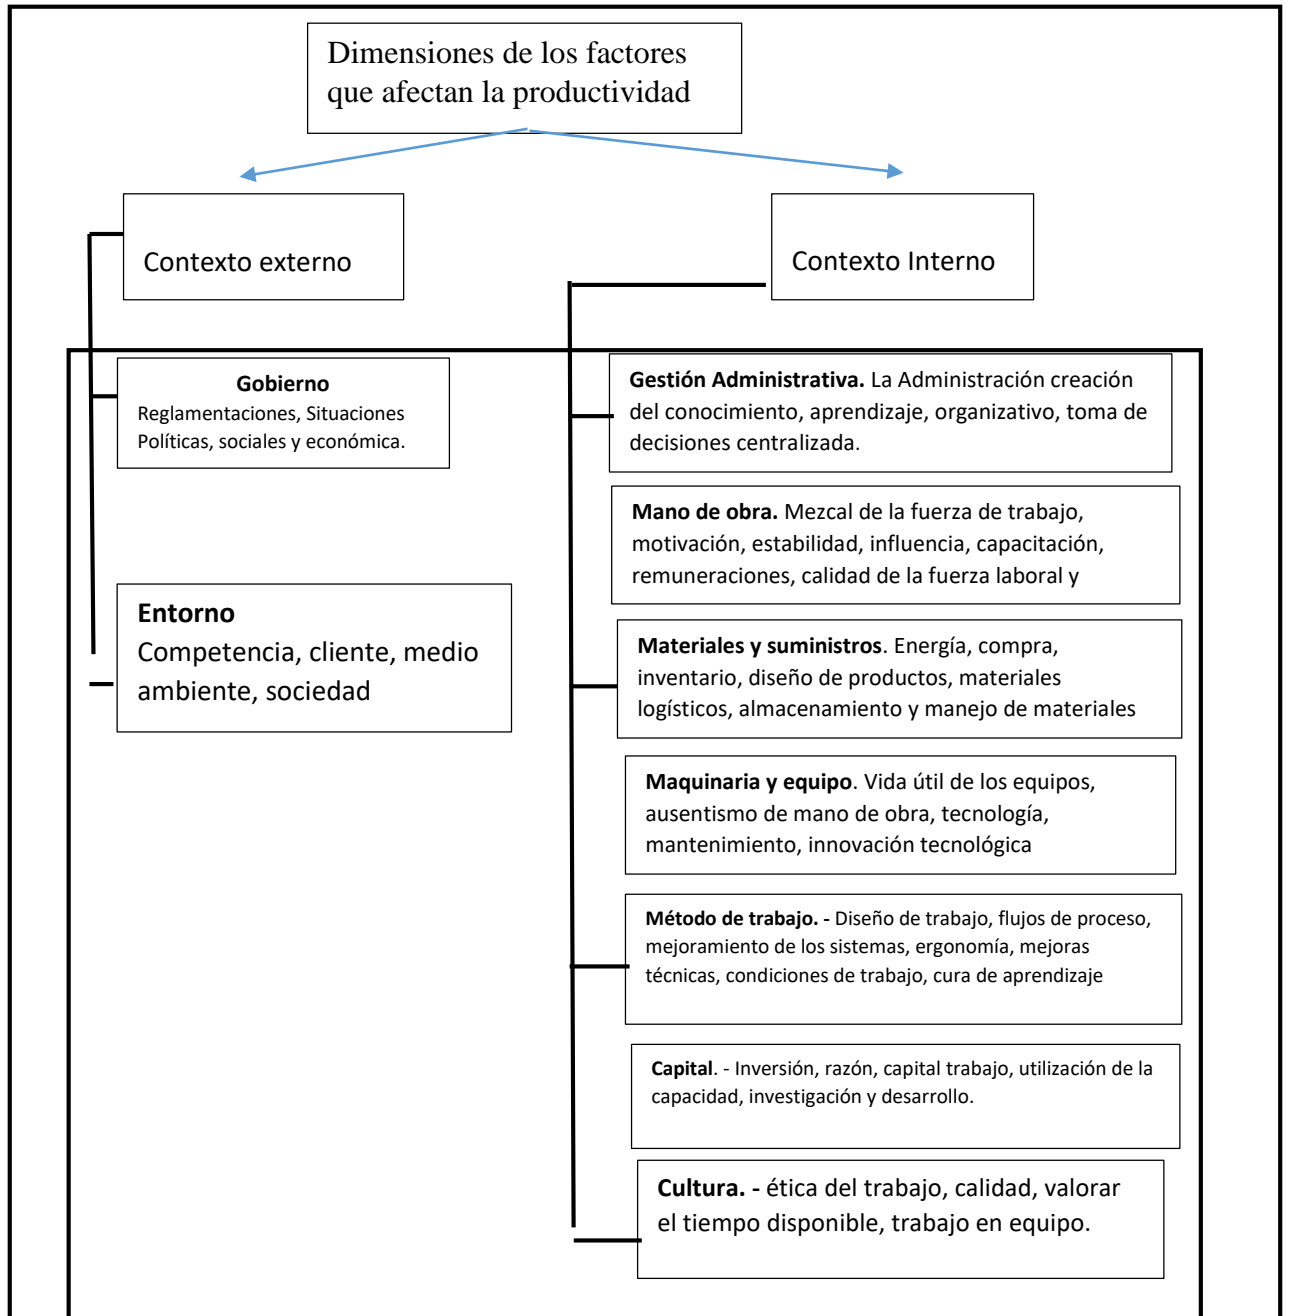 Dimensiones de los factores
que afectan la productividad
Contexto externo
Contexto Interno
Gobierno
Reglamentaciones, Situaciones
Políticas, sociales y económica.
Entorno
Competencia, cliente, medio
ambiente, sociedad
Gestión Administrativa. La Administración creación
del conocimiento, aprendizaje, organizativo, toma de
decisiones centralizada.
Mano de obra. Mezcal de la fuerza de trabajo,
motivación, estabilidad, influencia, capacitación,
remuneraciones, calidad de la fuerza laboral y
Materiales y suministros. Energía, compra,
inventario, diseño de productos, materiales
logísticos, almacenamiento y manejo de materiales
Maquinaria y equipo. Vida útil de los equipos,
ausentismo de mano de obra, tecnología,
mantenimiento, innovación tecnológica
Método de trabajo. - Diseño de trabajo, flujos de proceso,
mejoramiento de los sistemas, ergonomía, mejoras
técnicas, condiciones de trabajo, cura de aprendizaje
Capital. - Inversión, razón, capital trabajo, utilización de la
capacidad, investigación y desarrollo.
Cultura. - ética del trabajo, calidad, valorar
el tiempo disponible, trabajo en equipo.